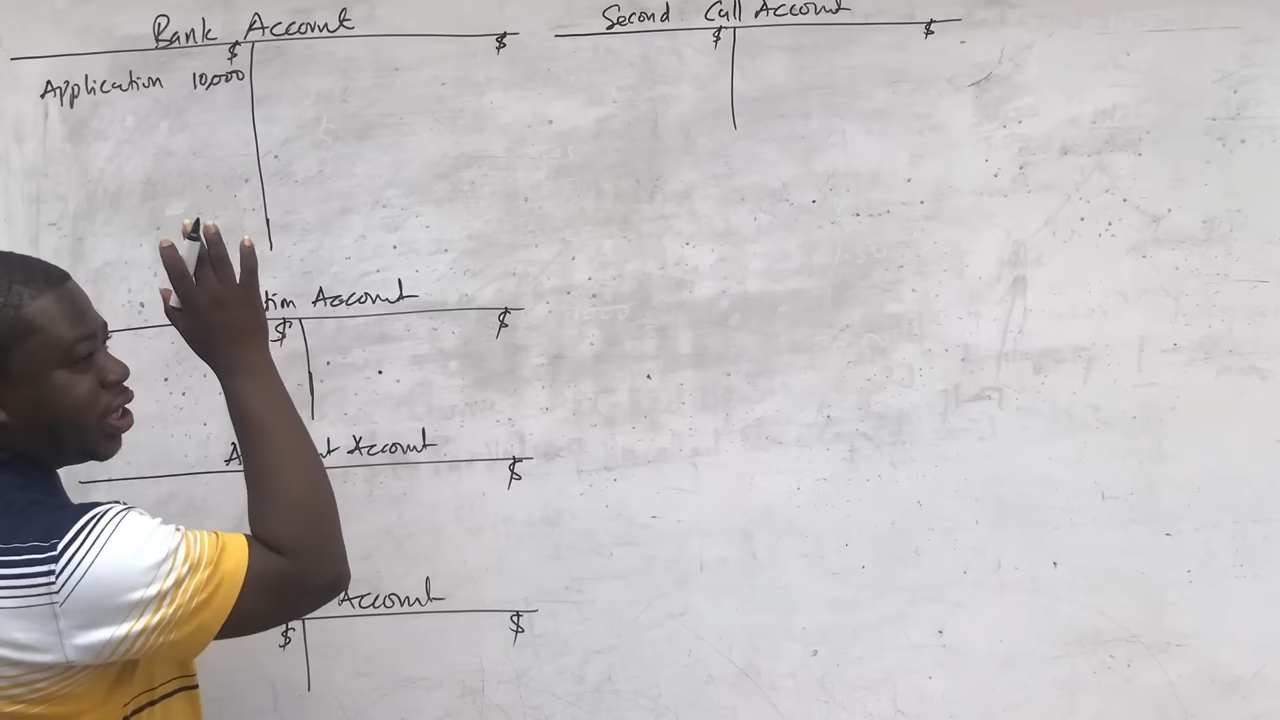 Bank Account
$ $
Application 10,000
Second Call Account
$ $
Account
$ $
Account
$
Account
$ $